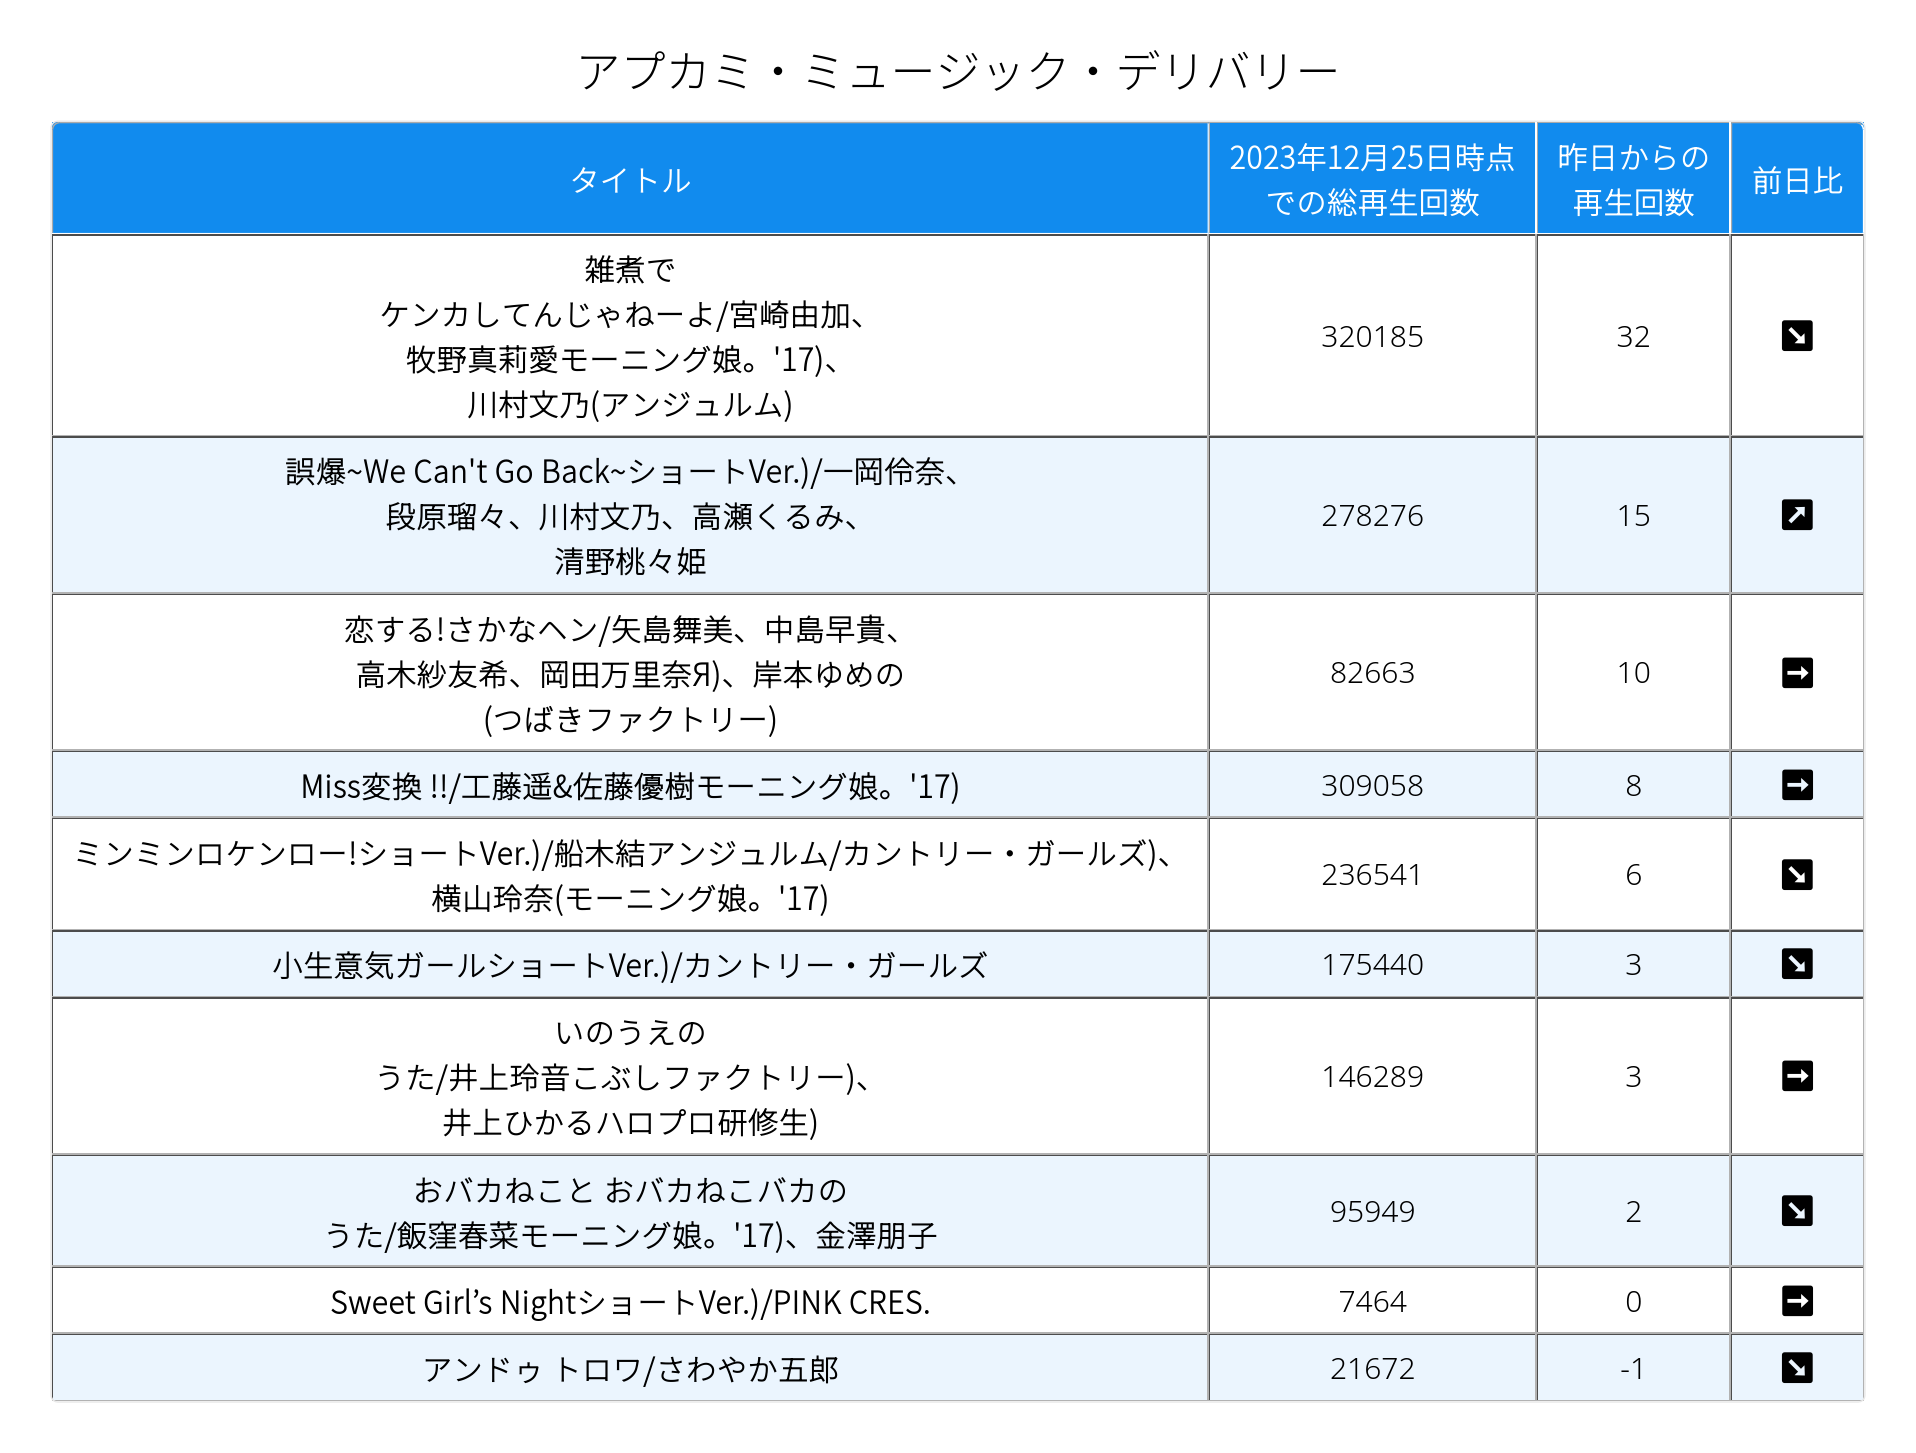 アプカミ・ミュージック・デリバリー
タイトル
2023年12月25日時点
での総再生回数
昨日からの
再生回数
前日比
雑煮で
ケンカしてんじゃねーよ/宮崎由加、
牧野真莉愛モーニング娘。'17)、
川村文乃(アンジュルム)
320185
32
誤爆~We Can't Go Back~ショートVer.)/一岡伶奈、
段原瑠々、川村文乃、高瀬くるみ、
清野桃々姫
278276
15
恋する!さかなヘン/矢島舞美、中島早貴、
高木紗友希、岡田万里奈Я)、岸本ゆめの
(つばきファクトリー)
82663
10
Miss変換 !!/工藤遥&佐藤優樹モーニング娘。'17)
309058
8
ミンミンロケンロー!ショートVer.)/船木結アンジュルム/カントリー・ガールズ)、
横山玲奈(モーニング娘。'17)
236541
6
小生意気ガールショートVer.)/カントリー・ガールズ
175440
3
いのうえの
うた/井上玲音こぶしファクトリー)、
井上ひかるハロプロ研修生)
146289
3
おバカねこと おバカねこバカの
うた/飯窪春菜モーニング娘。'17)、金澤朋子
95949
2
Sweet Girl’s NightショートVer.)/PINK CRES.
7464
0
アンドゥ トロワ/さわやか五郎
21672
-1